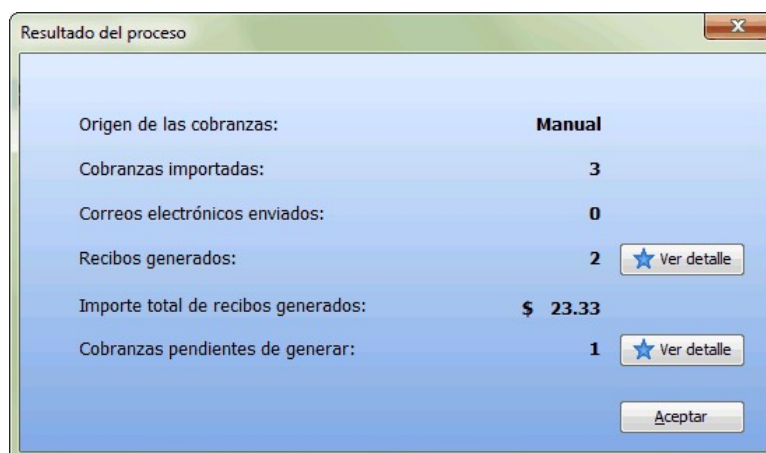 Resultado del proceso
Origen de las cobranzas: Manual
Cobranzas importadas: 3
Correos electrónicos enviados: 0
Recibos generados: 2 Ver detalle
Importe total de recibos generados: $ 23.33
Cobranzas pendientes de generar: 1 Ver detalle
Aceptar